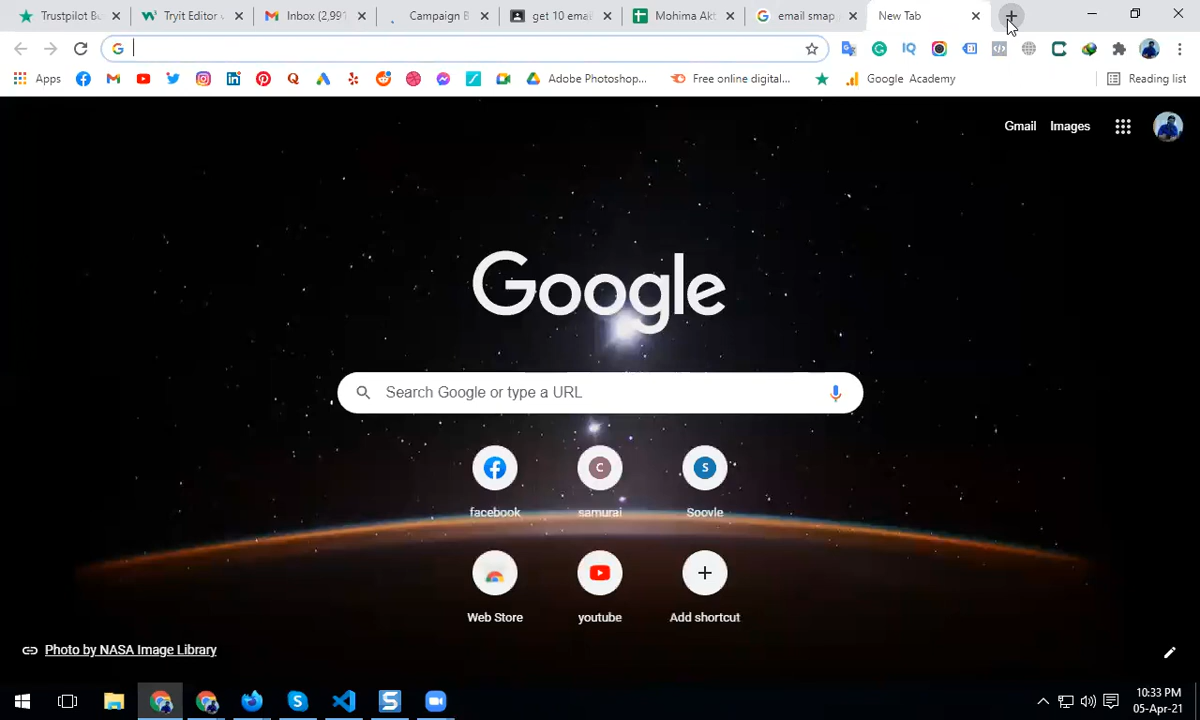 Trustpilot Bu
Tryit Editor v
Inbox (2,991
Campaign B
get 10 emai
Mohima Akt
email smap
New Tab
Apps
Adobe Photoshop...
Free online digital...
Google Academy
Reading list
Gmail Images
Google
Search Google or type a URL
facebook
samurai
Soovle
Web Store
youtube
Add shortcut
Photo by NASA Image Library
10:33 PM
05-Apr-21